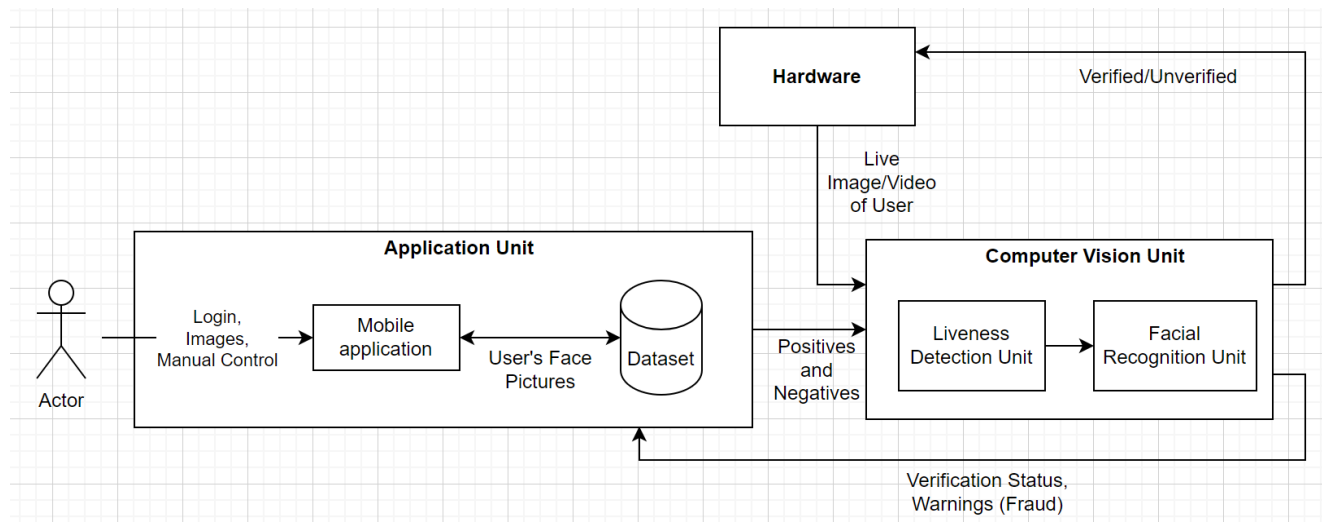 Hardware
Verified/Unverified
Live
Image/Video
of User
Application Unit
Computer Vision Unit
Login,
Images,
Manual Control
Mobile
application
User's Face
Pictures
Dataset
Positives
and
Negatives
Liveness
Detection Unit
Facial
Recognition Unit
Actor
Verification Status,
Warnings (Fraud)